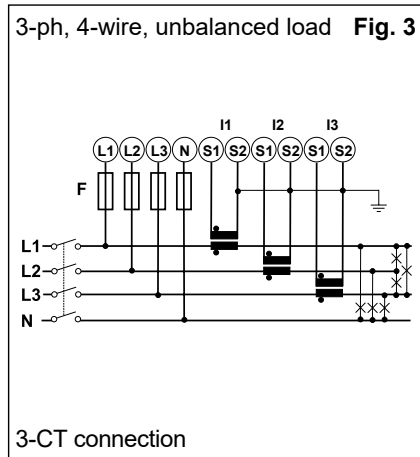 3-ph, 4-wire, unbalanced load Fig. 3
I1 I2 I3
L1 L2 L3 N S1 S2 S1 S2 S1 S2
F
L1
L2
L3
N
3-CT connection